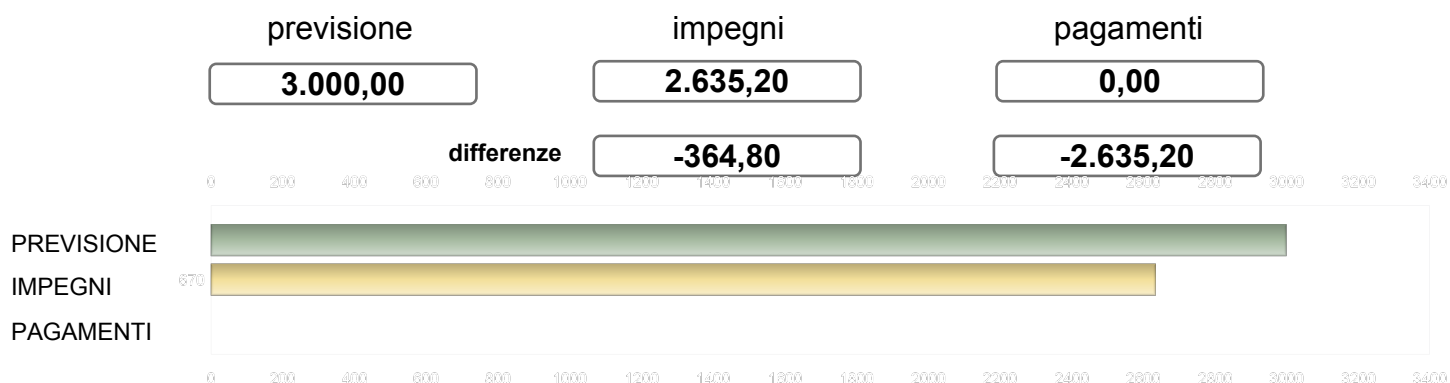 previsione impegni pagamenti
3.000,00 2.635,20 0,00
differenze -364,80 -2.635,20
0 200 400 600 800 1000 1200 1400 1600 1800 2000 2200 2400 2600 2800 3000 3200 3400
PREVISIONE
670
IMPEGNI
PAGAMENTI
0 200 400 600 800 1000 1200 1400 1600 1800 2000 2200 2400 2600 2800 3000 3200 3400